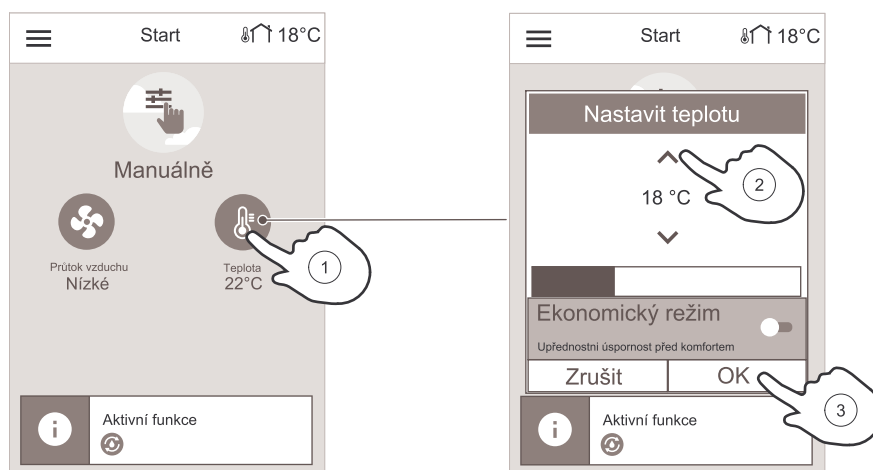 Start
18°C
Manuálně
Průtok vzduchu
Nízké
Teplota
22°C
1
Aktivní funkce
Start
18°C
Nastavit teplotu
18 °C
2
Ekonomický režim
Upřednostni úspornost před komfortem
Zrušit
OK
3
Aktivní funkce